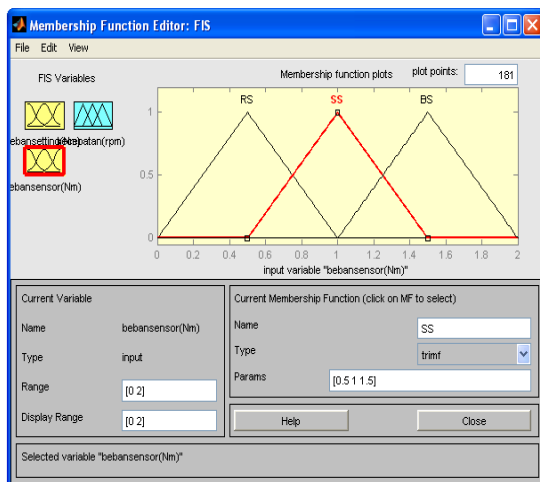 Membership Function Editor: FIS
File Edit View
FIS Variables
Membership function plots plot points: 181
RS SS BS
ebansensor(Nm)
1
0.5
0
0 0.2 0.4 0.6 0.8 1 1.2 1.4 1.6 1.8 2
input variable "bebansensor(Nm)"
Current Variable
Name bebansensor(Nm)
Type input
Range [0 2]
Display Range [0 2]
Current Membership Function (click on MF to select)
Name SS
Type trimf
Params [0.5 1 1.5]
Help Close
Selected variable "bebansensor(Nm)"